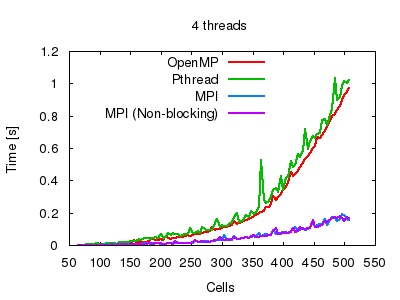 4 threads
Time [s]
1.2
1
0.8
0.6
0.4
0.2
0
OpenMP
Pthread
MPI
MPI (Non-blocking)
50 100 150 200 250 300 350 400 450 500 550
Cells